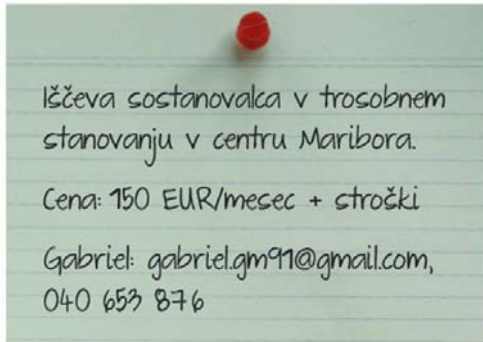 Iščeva sostanovalca v trosobnem
stanovanju v centru Maribora.
Cena: 150 EUR/mesec + stroški
Gabriel: gabriel.gm91@gmail.com,
040 653 876